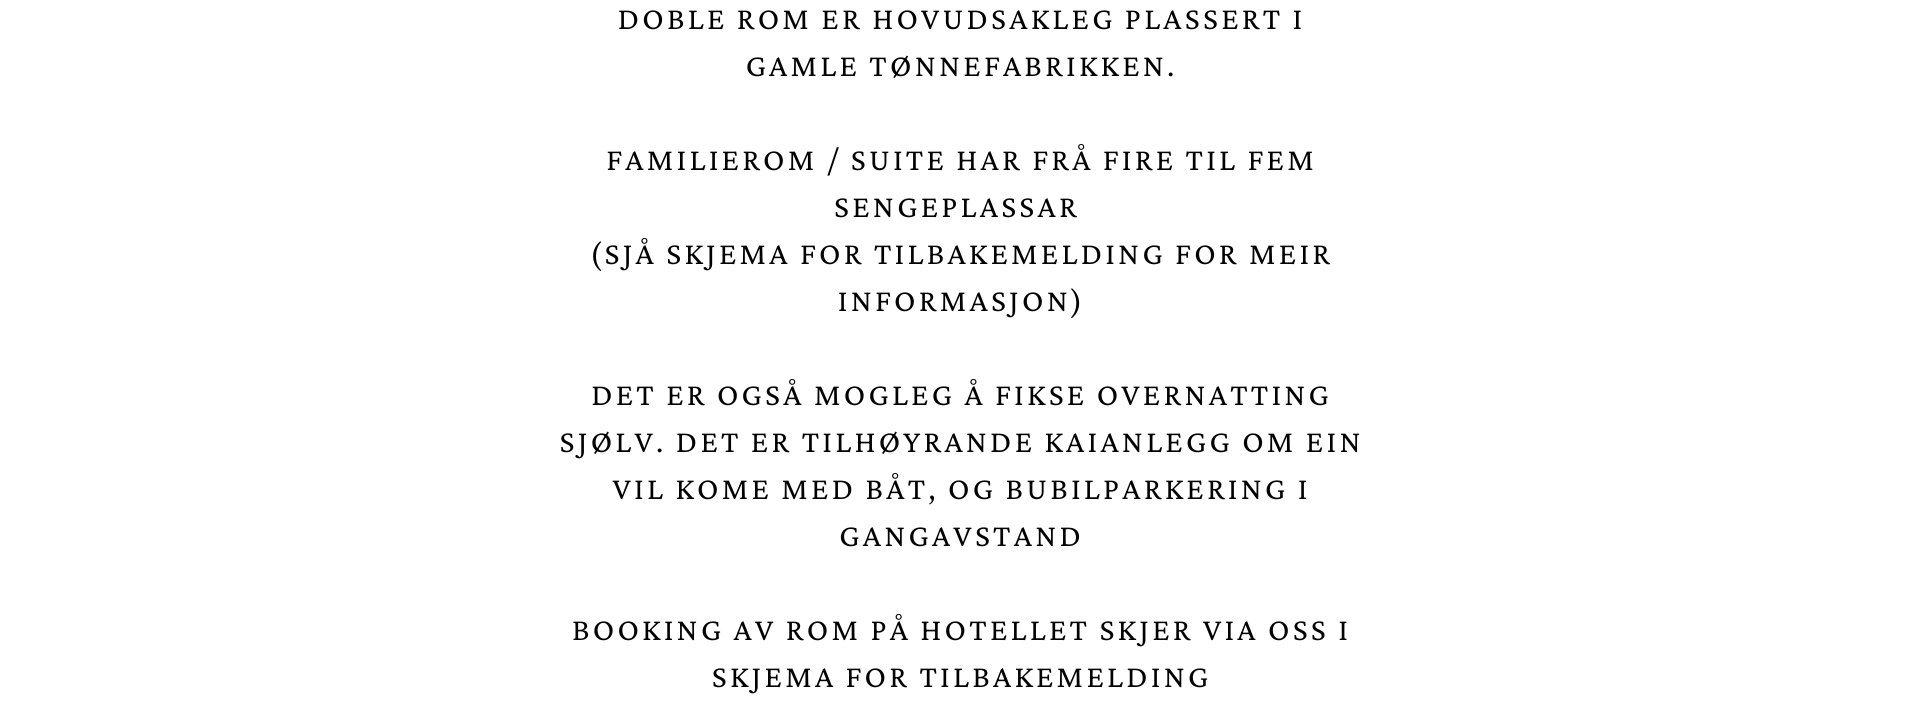 DOBLE ROM ER HOVUDSAKLEG PLASSERT I
GAMLE TØNNEFABRIKKEN.
FAMILIEROM / SUITE HAR FRÅ FIRE TIL FEM
SENGEPLASSAR
(SJÅ SKJEMA FOR TILBAKEMELDING FOR MEIR
INFORMASJON)
DET ER OGSÅ MOGLEG Å FIKSE OVERNATTING
SJØLV. DET ER TILHØYRANDE KAIANLEGG OM EIN
VIL KOME MED BÅT, OG BUBILPARKERING I
GANGAVSTAND
BOOKING AV ROM PÅ HOTELLET SKJER VIA OSS I
SKJEMA FOR TILBAKEMELDING